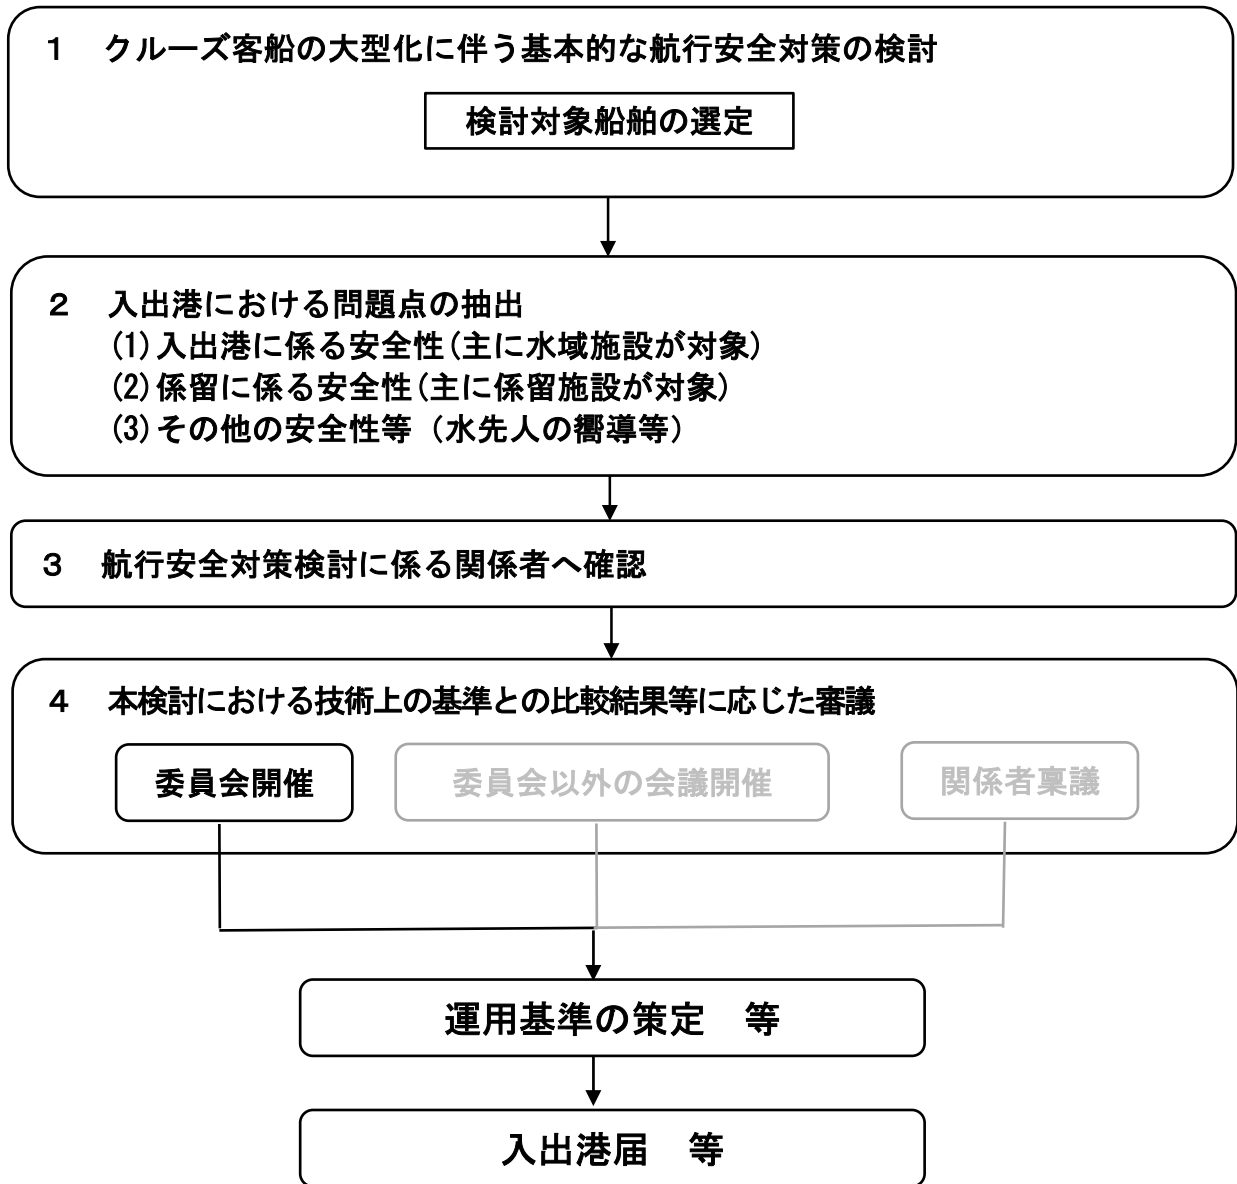 １　クルーズ客船の大型化に伴う基本的な航行安全対策の検討
検討対象船舶の選定
２　入出港における問題点の抽出
(1)入出港に係る安全性(主に水域施設が対象)
(2)係留に係る安全性(主に係留施設が対象)
(3)その他の安全性等（水先人の嚮導等）
３　航行安全対策検討に係る関係者へ確認
４　本検討における技術上の基準との比較結果等に応じた審議
委員会開催
委員会以外の会議開催
関係者稟議
運用基準の策定　等
入出港届　等